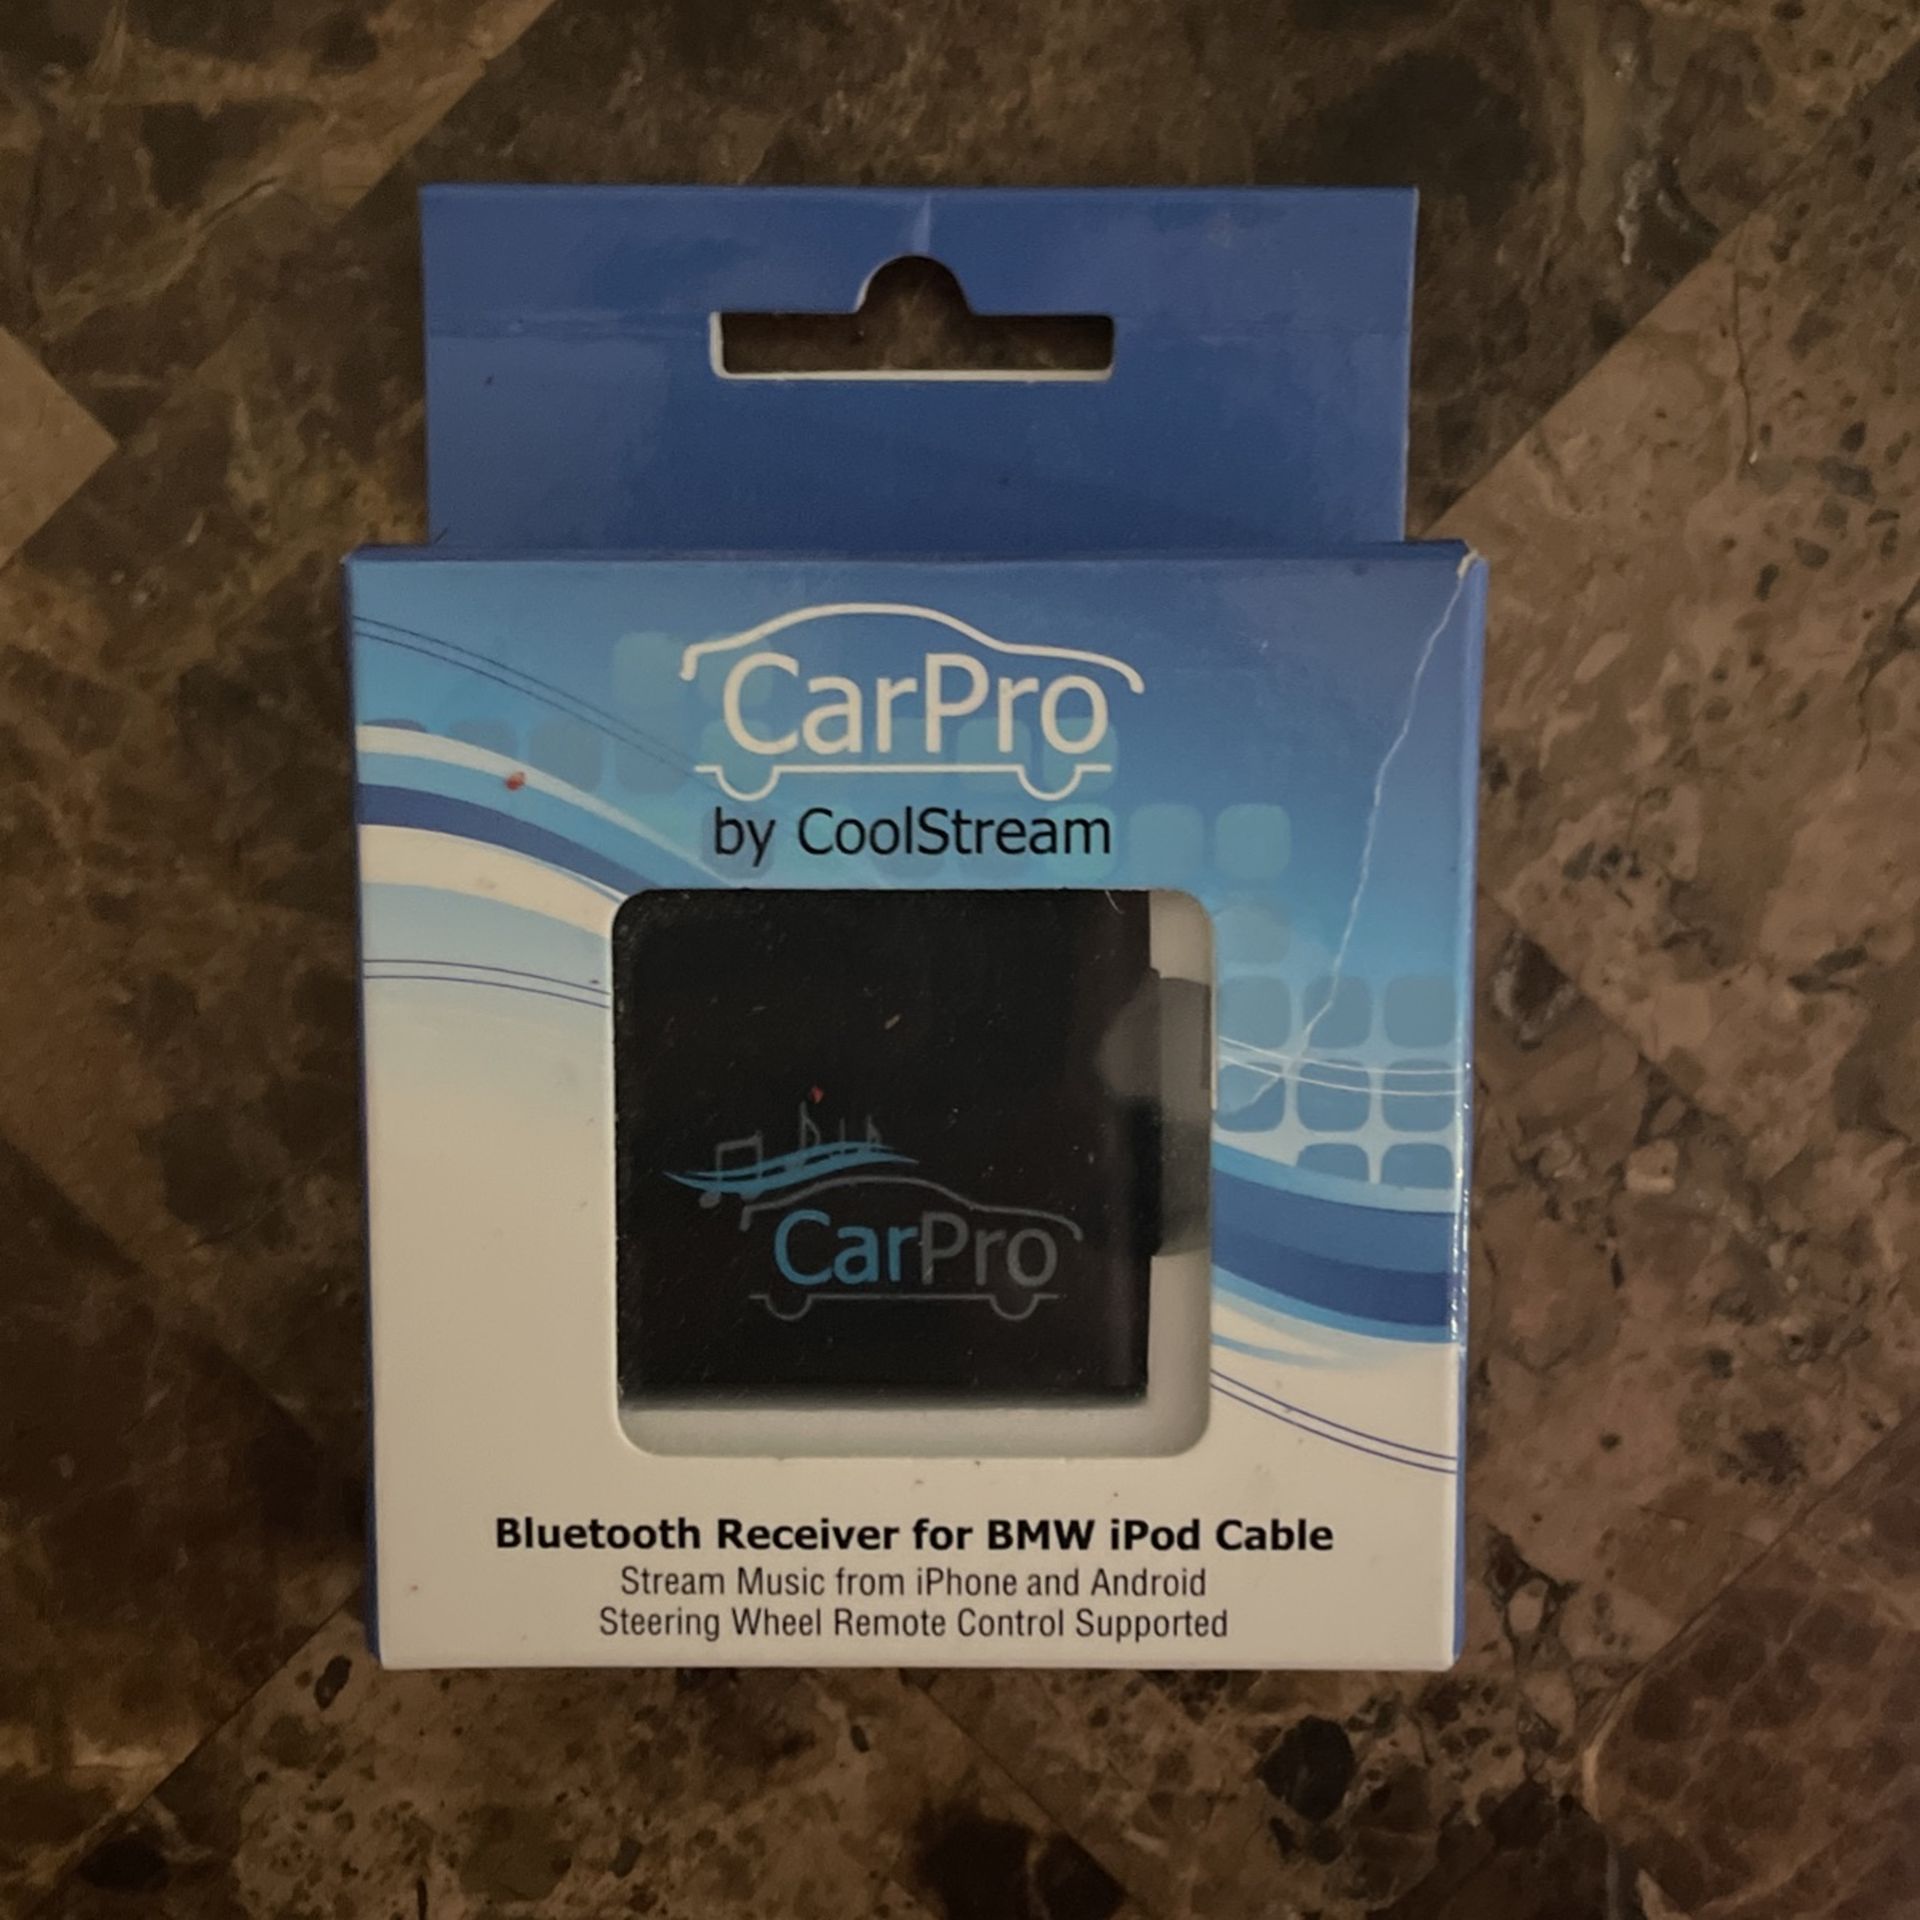 CarPro
by CoolStream
CarPro
Bluetooth Receiver for BMW iPod Cable
Stream Music from iPhone and Android
Steering Wheel Remote Control Supported